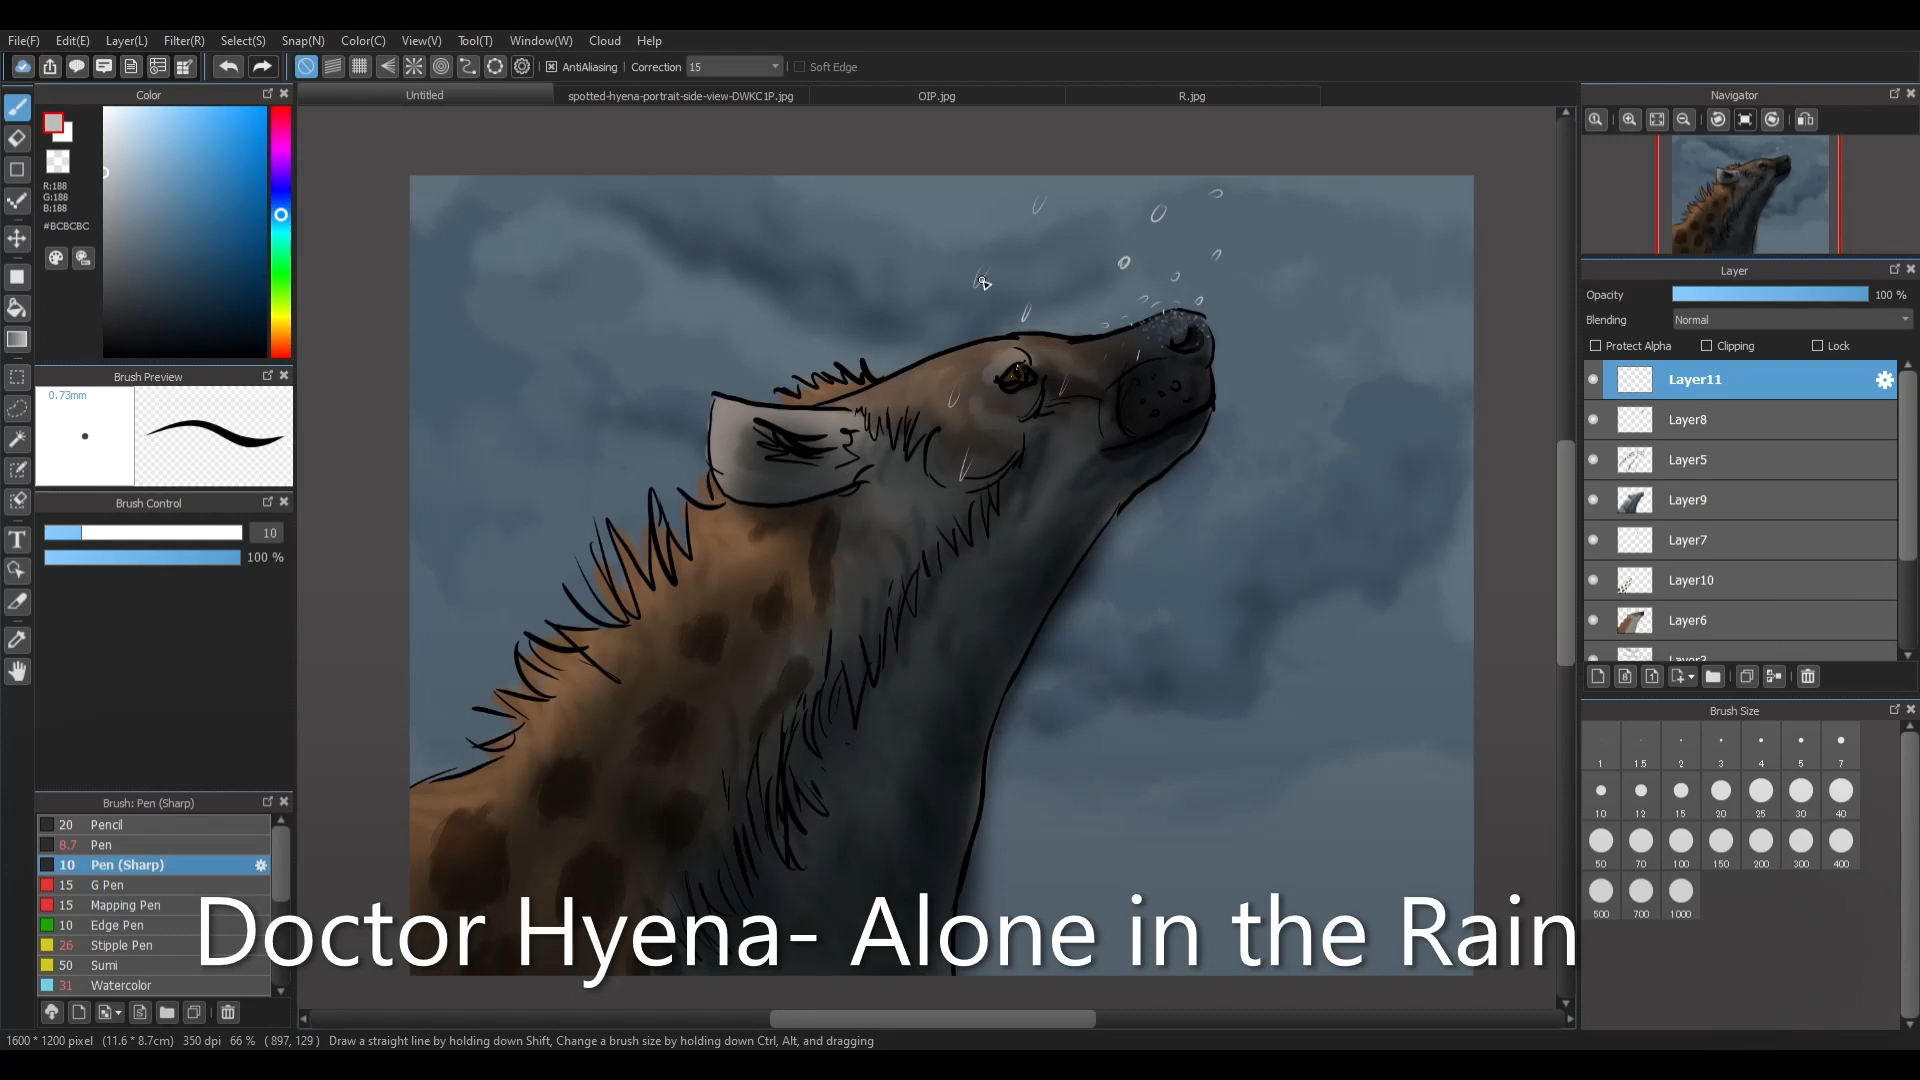 File(F) Edit(E) Layer(L) Filter(R) Select(S) Snap(N) Color(C) View(V) Tool(T) Window(W) Cloud Help
AntiAliasing Correction 15 Soft Edge
Color
R:188
G:188
B:188
#BCBCBC
Brush Preview
0.73mm
Brush Control
10
100 %
Brush: Pen (Sharp)
20 Pencil
8.7 Pen
10 Pen (Sharp)
15 G Pen
15 Mapping Pen
10 Edge Pen
26 Stipple Pen
50 Sumi
31 Watercolor
Untitled spotted-hyena-portrait-side-view-DWKC1P.jpg OIP.jpg R.jpg
Doctor Hyena- Alone in the Rain
Navigator
Layer
Opacity 100 %
Blending Normal
Protect Alpha Clipping Lock
Layer11
Layer8
Layer5
Layer9
Layer7
Layer10
Layer6
Brush Size
1 1.5 2 3 4 5 7
10 12 15 20 25 30 40
50 70 100 150 200 300 400
500 700 1000
1600 * 1200 pixel (11.6 * 8.7cm) 350 dpi 66 % ( 897, 129 ) Draw a straight line by holding down Shift, Change a brush size by holding down Ctrl, Alt, and dragging